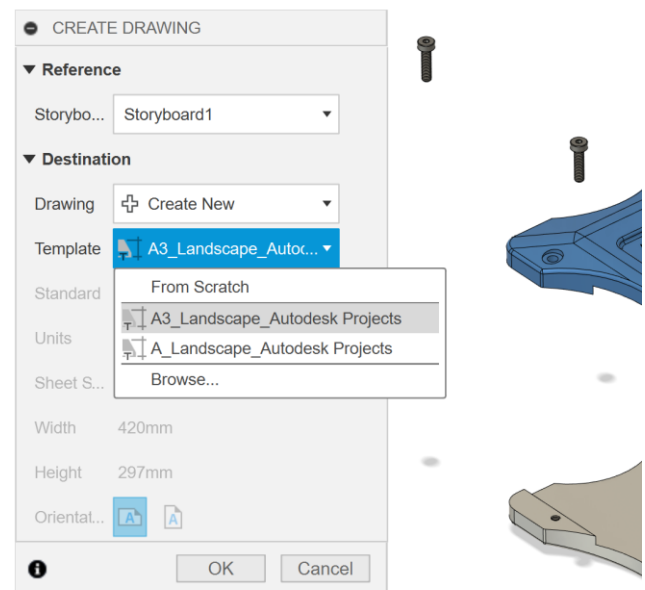 CREATE DRAWING
Reference
Storybo... Storyboard1
Destination
Drawing Create New
Template A3_Landscape_Autoc...
From Scratch
Standard
A3_Landscape_Autodesk Projects
Units
A_Landscape_Autodesk Projects
Sheet S...
Browse...
Width 420mm
Height 297mm
Orientat... A A
OK Cancel